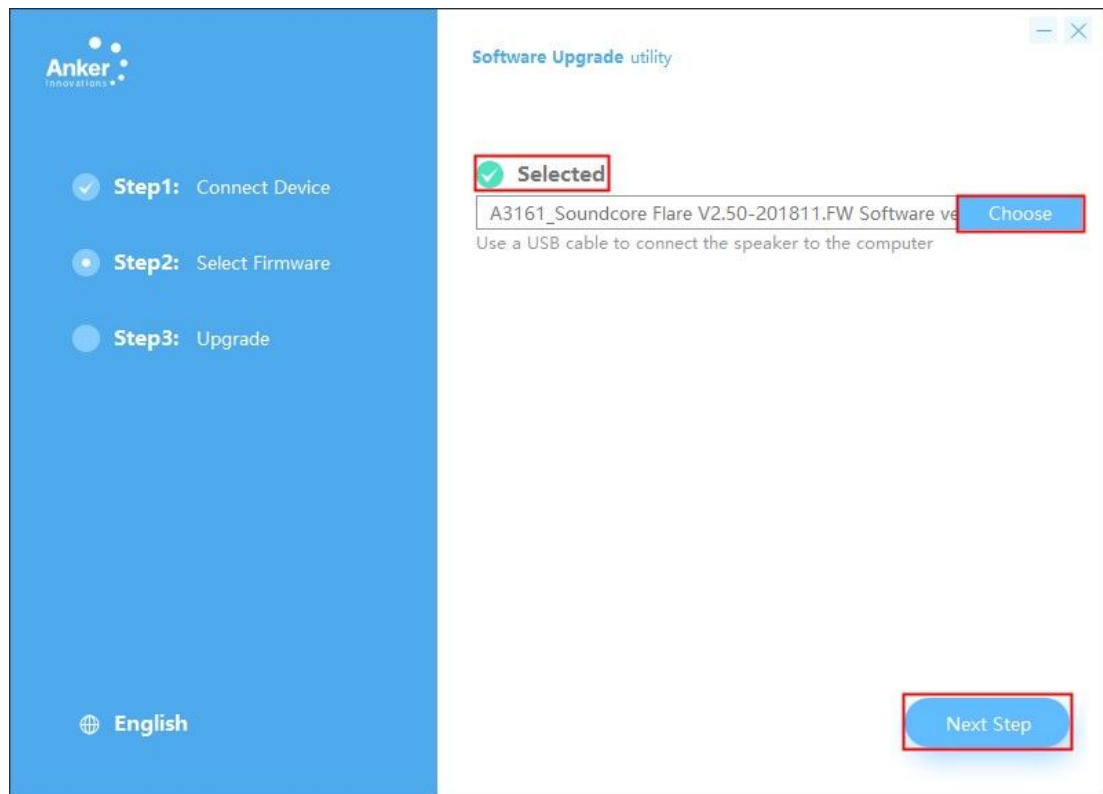 Anker
Innovations
Software Upgrade utility
Step1: Connect Device
Step2: Select Firmware
Step3: Upgrade
English
Selected
A3161_Soundcore Flare V2.50-201811.FW Software ve
Choose
Use a USB cable to connect the speaker to the computer
Next Step